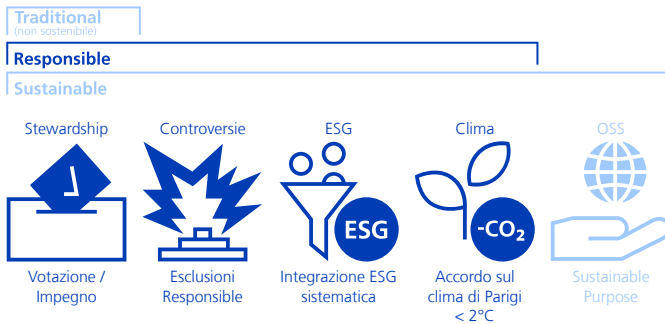 Traditional
(non sostenibile)
Responsible
Sustainable
Stewardship Controversie ESG Clima OSS
ESG -CO₂
Votazione / Esclusioni Integrazione ESG Accordo sul Sustainable
Impegno Responsible sistematica clima di Parigi Purpose
< 2°C